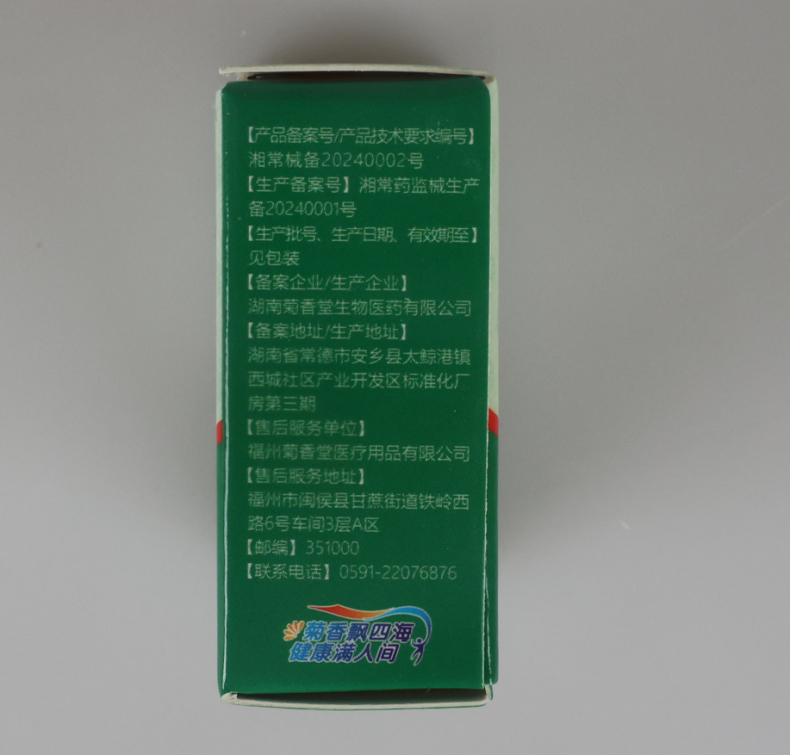 【产品备案号/产品技术要求编号】
湘常械备20240002号
【生产备案号】湘常药监械生产
备20240001号
【生产批号、生产日期、有效期至】
见包装
【备案企业/生产企业】
湖南菊香堂生物医药有限公司
【备案地址/生产地址】
湖南省常德市安乡县大鲸港镇
西城社区产业开发区标准化厂
房第三期
【售后服务单位】
福州菊香堂医疗用品有限公司
【售后服务地址】
福州市闽侯县甘蔗街道铁岭西
路6号车间3层A区
【邮编】351000
【联系电话】0591-22076876
菊香飘四海
健康满人间